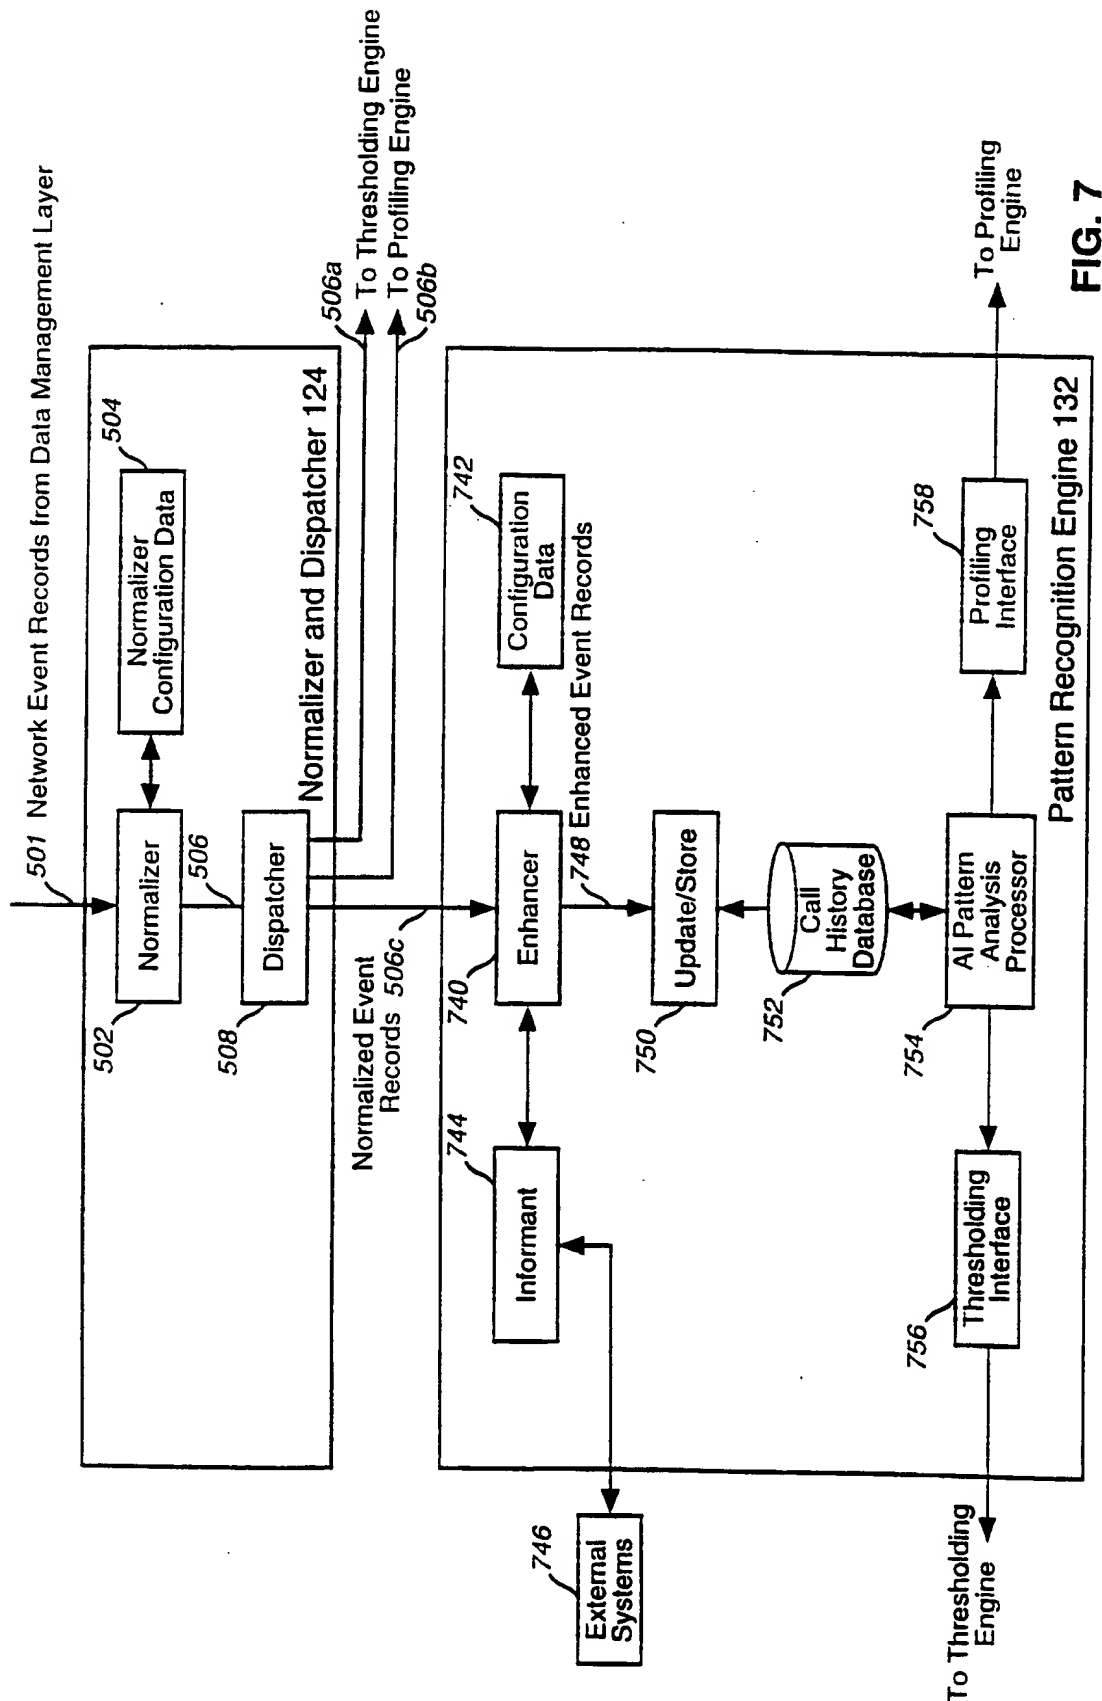 501 Network Event Records from Data Management Layer
504
Normalizer
Configuration Data
Normalizer
502
506
Dispatcher
508
Normalizer and Dispatcher 124
506a
To Thresholding Engine
To Profiling Engine
506b
Normalized Event
Records 506c
744
Informant
740
Enhancer
742
Configuration
Data
748 Enhanced Event Records
746
External
Systems
Update/Store
750
Call
History
Database
752
AI Pattern
Analysis
Processor
754
756
Thresholding
Interface
To Thresholding
Engine
758
Profiling
Interface
To Profiling
Engine
Pattern Recognition Engine 132
FIG. 7